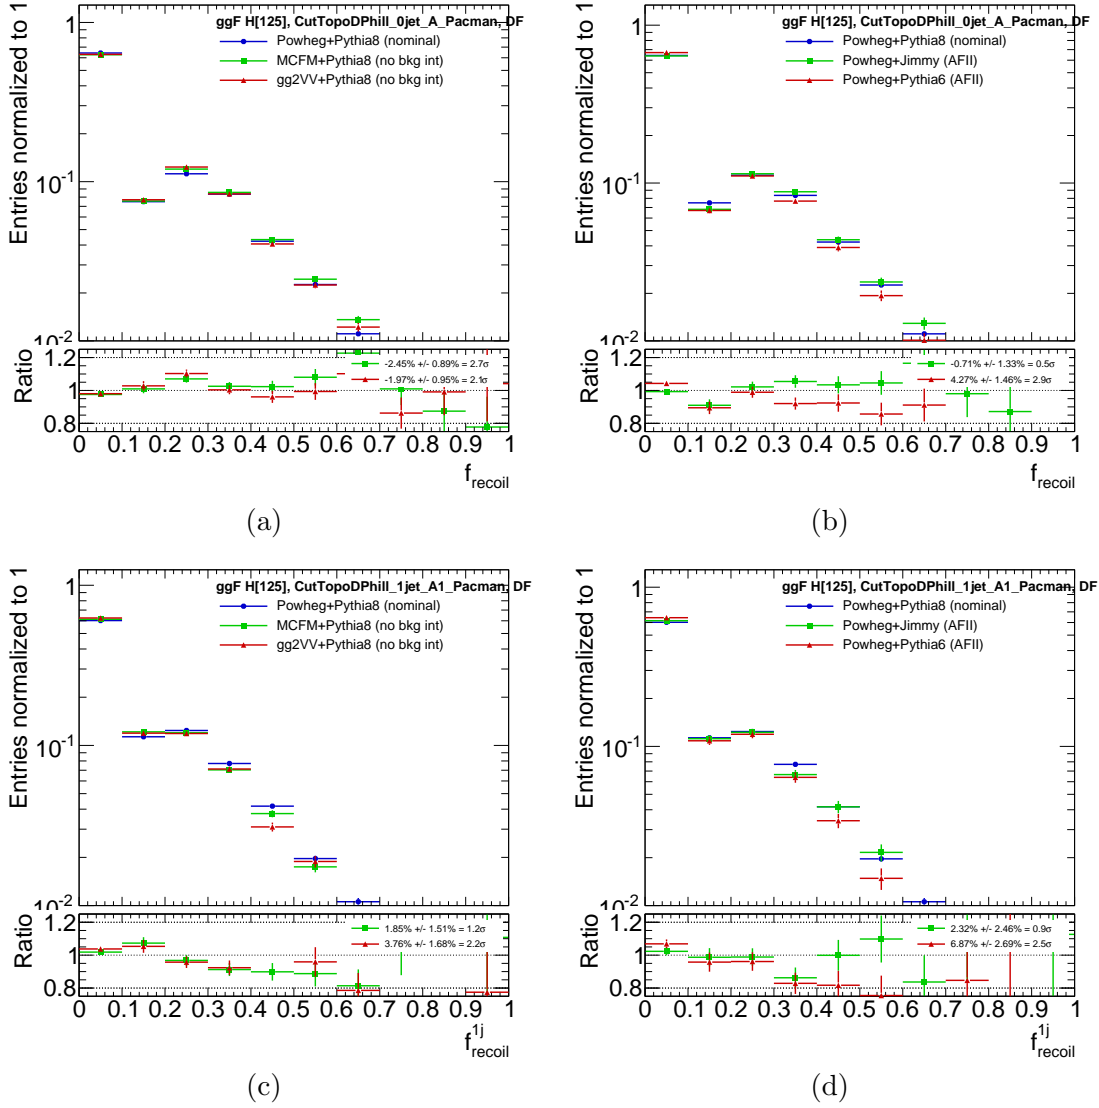 ggF H[125], CutTopoDPhill_0jet_A_Pacman, DF
Powheg+Pythia8 (nominal)
MCFM+Pythia8 (no bkg int)
gg2VV+Pythia8 (no bkg int)
Entries normalized to 1
1
10^-1
10^-2
Ratio
1.2
1
0.8
-2.45% +/- 0.89% = 2.7σ
-1.97% +/- 0.95% = 2.1σ
0 0.1 0.2 0.3 0.4 0.5 0.6 0.7 0.8 0.9 1
f_recoil
(a)
ggF H[125], CutTopoDPhill_0jet_A_Pacman, DF
Powheg+Pythia8 (nominal)
Powheg+Jimmy (AFII)
Powheg+Pythia6 (AFII)
Entries normalized to 1
1
10^-1
10^-2
Ratio
1.2
1
0.8
-0.71% +/- 1.33% = 0.5σ
4.27% +/- 1.46% = 2.9σ
0 0.1 0.2 0.3 0.4 0.5 0.6 0.7 0.8 0.9 1
f_recoil
(b)
ggF H[125], CutTopoDPhill_1jet_A1_Pacman, DF
Powheg+Pythia8 (nominal)
MCFM+Pythia8 (no bkg int)
gg2VV+Pythia8 (no bkg int)
Entries normalized to 1
1
10^-1
10^-2
Ratio
1.2
1
0.8
1.85% +/- 1.51% = 1.2σ
3.76% +/- 1.68% = 2.2σ
0 0.1 0.2 0.3 0.4 0.5 0.6 0.7 0.8 0.9 1
f^1j_recoil
(c)
ggF H[125], CutTopoDPhill_1jet_A1_Pacman, DF
Powheg+Pythia8 (nominal)
Powheg+Jimmy (AFII)
Powheg+Pythia6 (AFII)
Entries normalized to 1
1
10^-1
10^-2
Ratio
1.2
1
0.8
2.32% +/- 2.46% = 0.9σ
6.87% +/- 2.69% = 2.5σ
0 0.1 0.2 0.3 0.4 0.5 0.6 0.7 0.8 0.9 1
f^1j_recoil
(d)